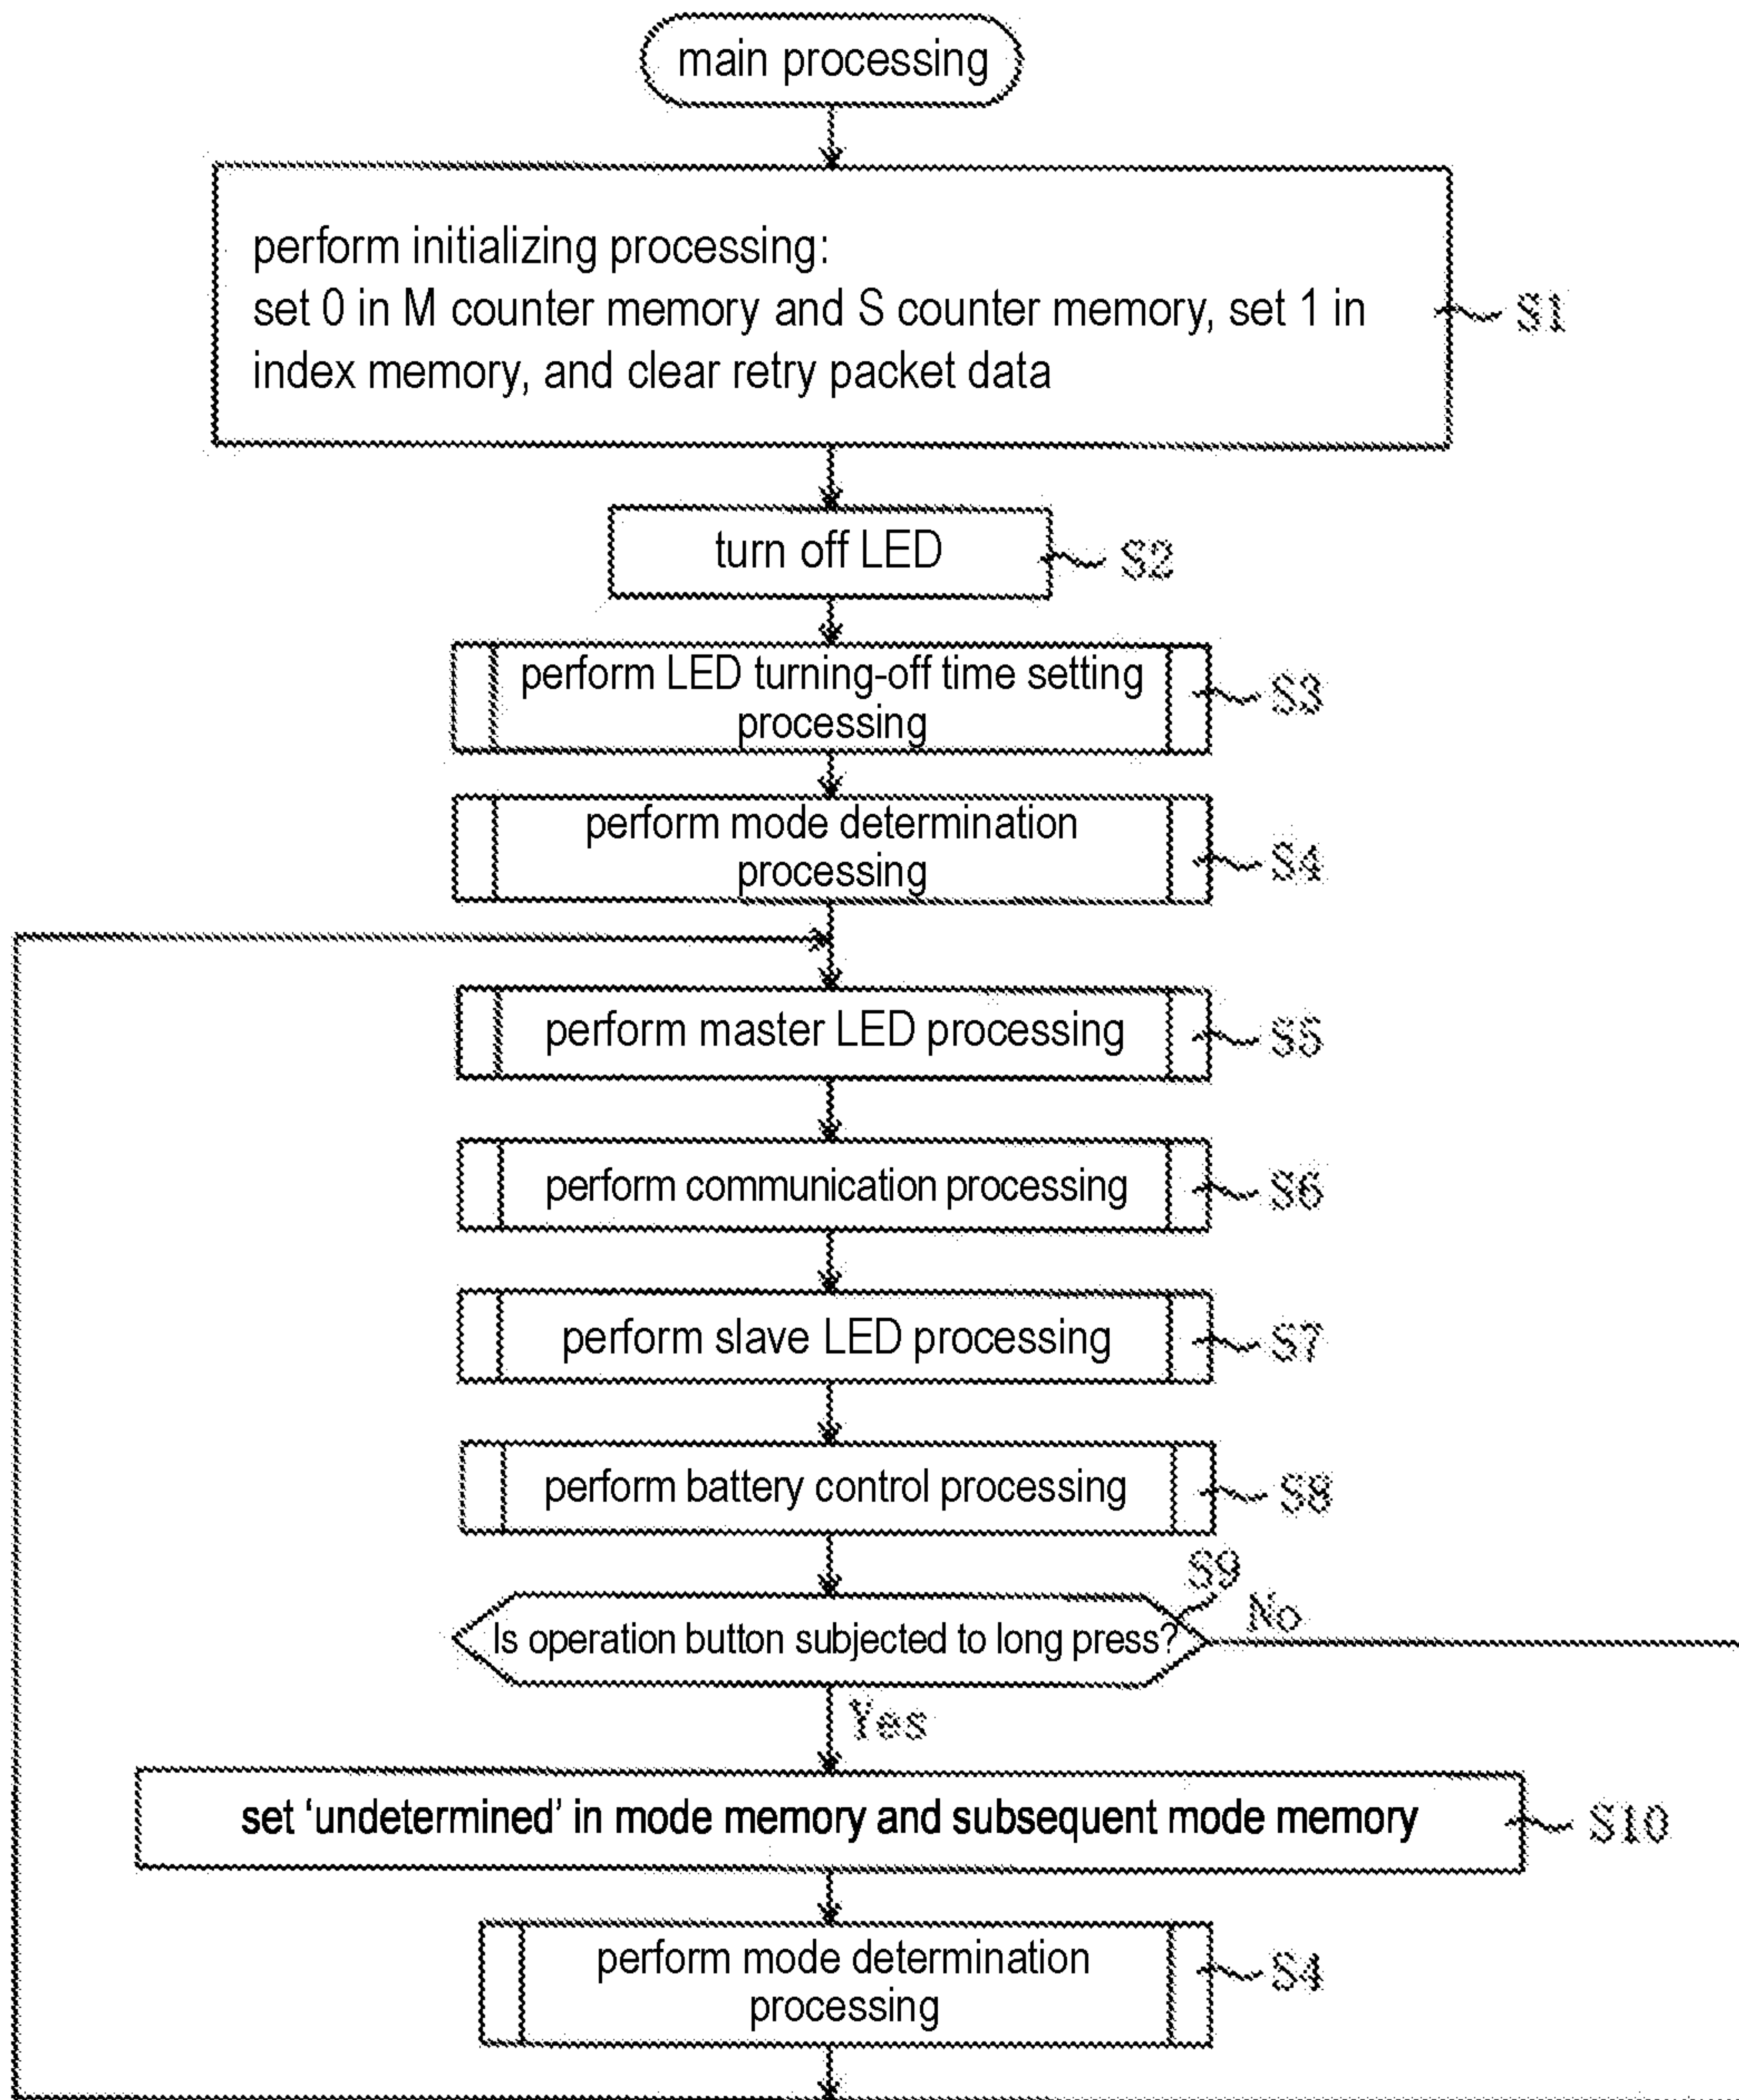 main processing
perform initializing processing:
set 0 in M counter memory and S counter memory, set 1 in
index memory, and clear retry packet data
S1
turn off LED
S2
perform LED turning-off time setting
processing
S3
perform mode determination
processing
S4
perform master LED processing
S5
perform communication processing
S6
perform slave LED processing
S7
perform battery control processing
S8
S9
Is operation button subjected to long press?
No
Yes
set ‘undetermined’ in mode memory and subsequent mode memory
S10
perform mode determination
processing
S4